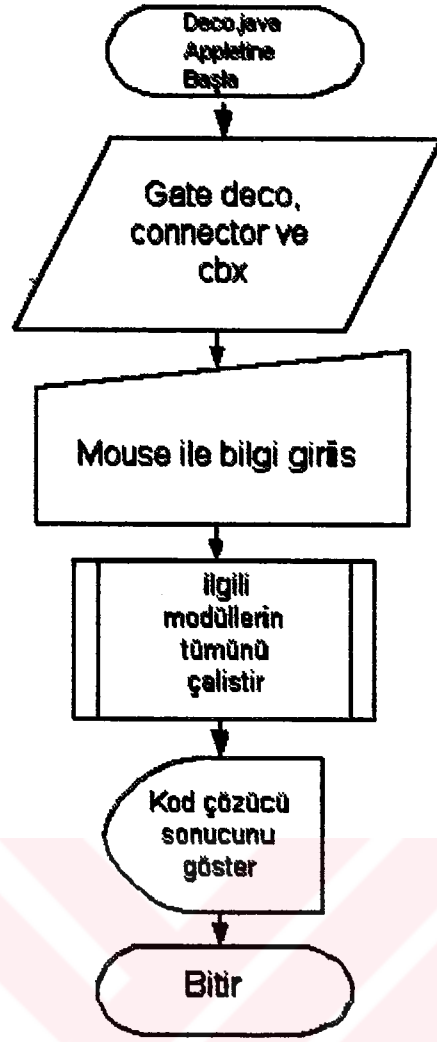 Deco.java
Appletine
Başla
Gate deco,
connector ve
cbx
Mouse ile bilgi giriis
ilgili
modüllerin
tümünü
çalistir
Kod çözücü
sonucunu
göster
Bitir